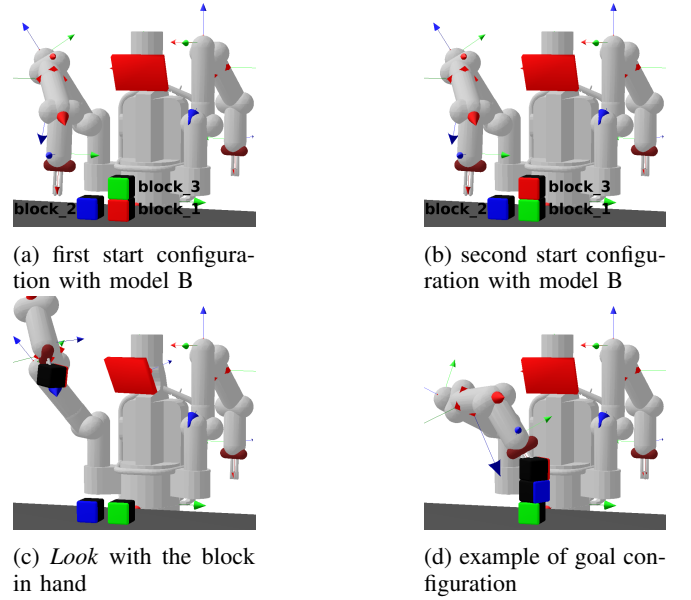 block_3
block_2
block_1
block_3
block_2
block_1
(a) first start configura-
tion with model B
(b) second start configu-
ration with model B
(c) Look with the block
in hand
(d) example of goal con-
figuration